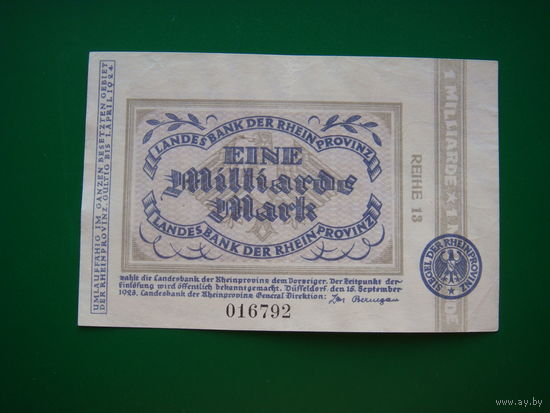 UMLAUFFÄHIG IM GANZEN BESETZTEN GEBIET
DER RHEINPROVINZ. GÜLTIG BIS 1. APRIL 1924
LANDESBANK DER RHEINPROVINZ
EINE
Milliarde
Mark
LANDESBANK DER RHEINPROVINZ
zahlt die Landesbank der Rheinprovinz dem Vorzeiger. Der Zeitpunkt der
Einlösung wird öffentlich bekanntgemacht. Düsseldorf, den 15. September
1923. Landesbank der Rheinprovinz General Direktion:
016792
REIHE 13
1 MILLIARDE ★ 1 M
RDE
SIEGEL DER RHEINPROVINZ
www.ay.by